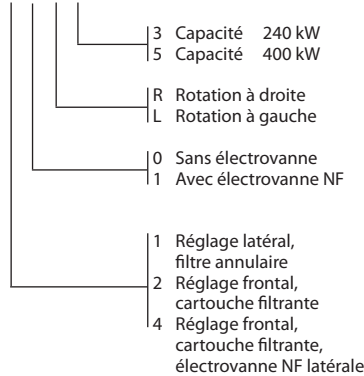 3 Capacité 240 kW
5 Capacité 400 kW
R Rotation à droite
L Rotation à gauche
0 Sans électrovanne
1 Avec électrovanne NF
1 Réglage latéral,
filtre annulaire
2 Réglage frontal,
cartouche filtrante
4 Réglage frontal,
cartouche filtrante,
électrovanne NF latérale